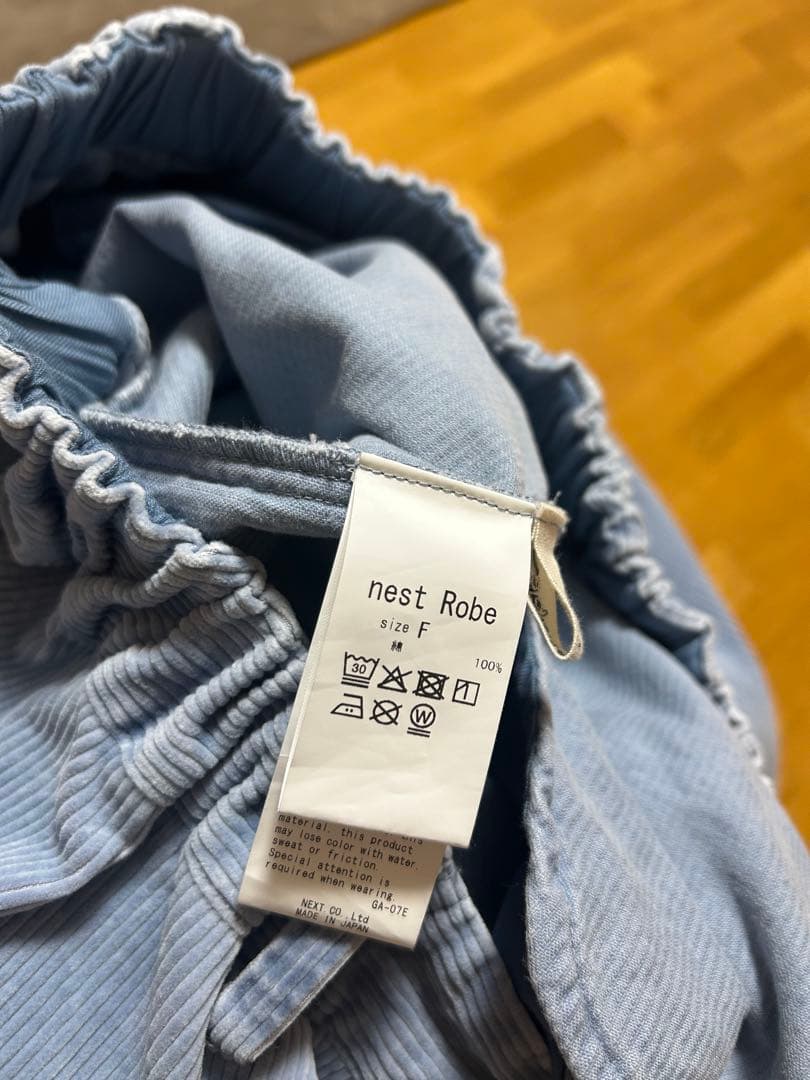 nest Robe
size F
綿 100%
30
W
material. this product
may lose color with water.
sweat or friction.
Special attention is
required when wearing.
GA-07E
NEXT. CO., Ltd
MADE IN JAPAN